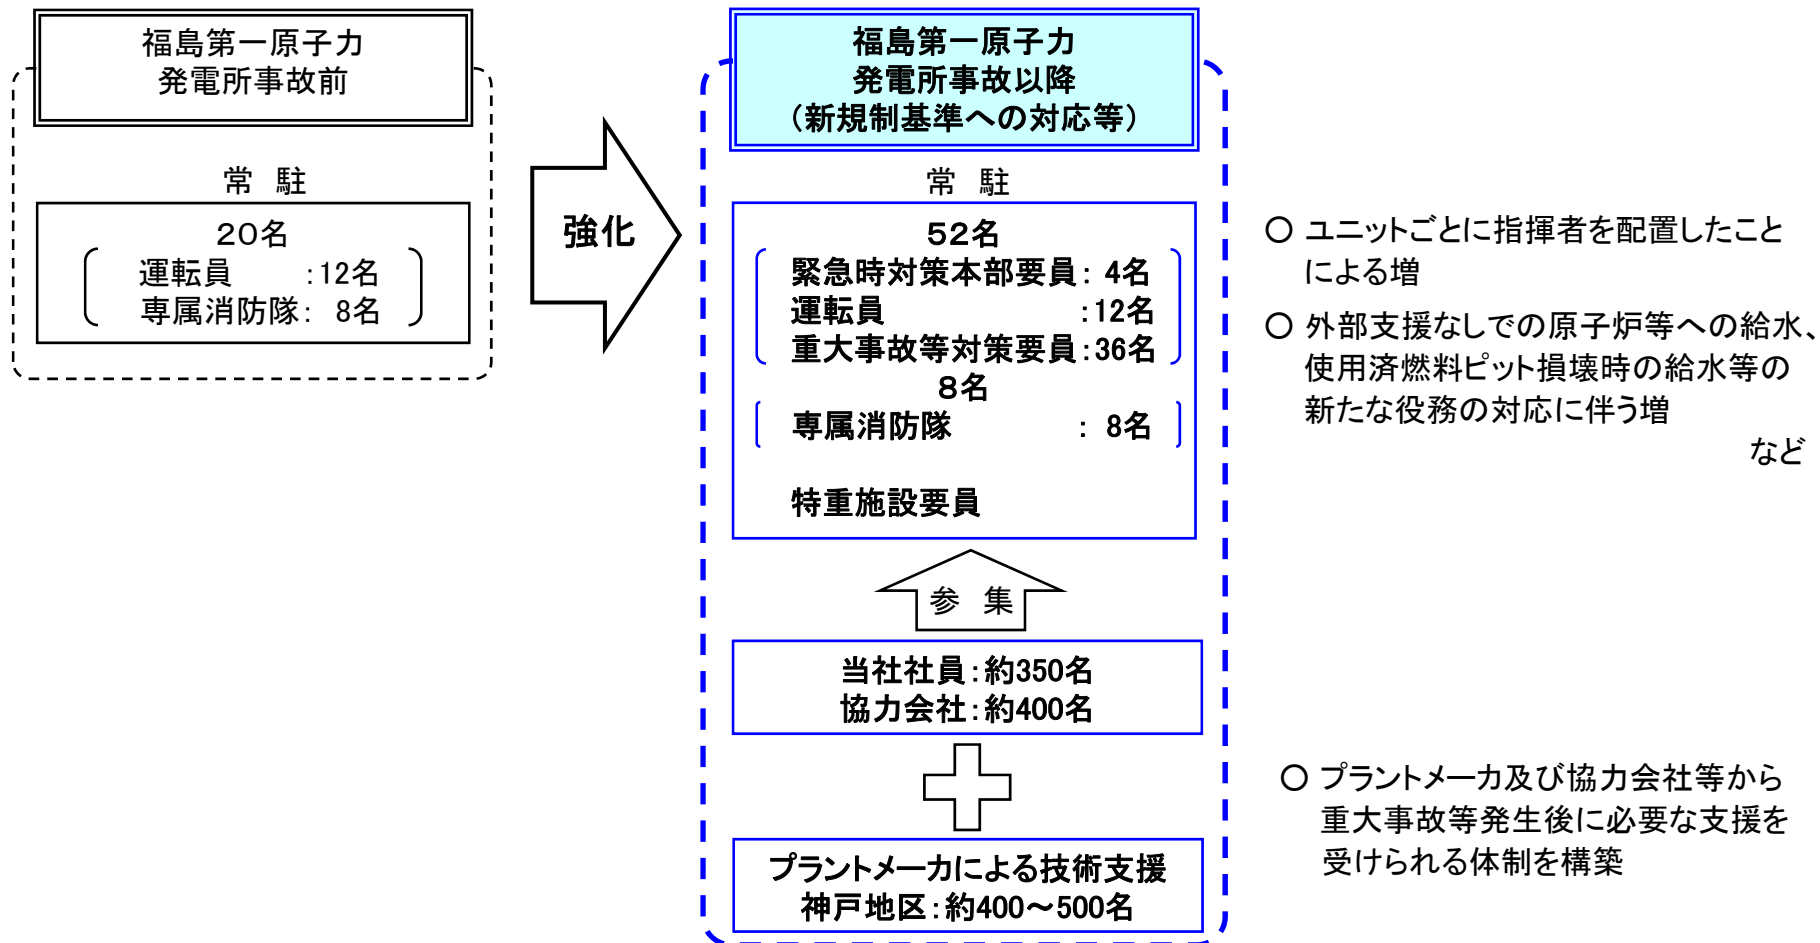 福島第一原子力
発電所事故前
常 駐
20名
運転員 :12名
専属消防隊: 8名
強化
福島第一原子力
発電所事故以降
(新規制基準への対応等)
常 駐
52名
緊急時対策本部要員: 4名
運転員 :12名
重大事故等対策要員:36名
8名
専属消防隊 : 8名
特重施設要員
参 集
当社社員:約350名
協力会社:約400名
プラントメーカによる技術支援
神戸地区:約400～500名
○ ユニットごとに指揮者を配置したこと
による増
○ 外部支援なしでの原子炉等への給水、
使用済燃料ピット損壊時の給水等の
新たな役務の対応に伴う増
など
○ プラントメーカ及び協力会社等から
重大事故等発生後に必要な支援を
受けられる体制を構築